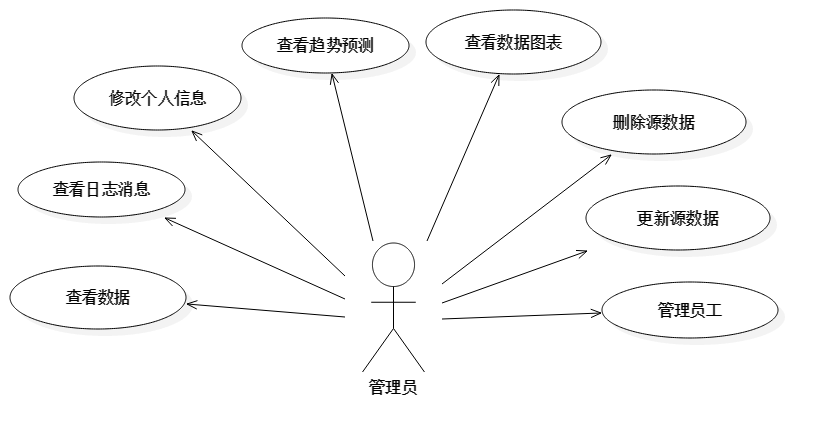 查看趋势预测
查看数据图表
修改个人信息
删除源数据
查看日志消息
更新源数据
查看数据
管理员工
管理员